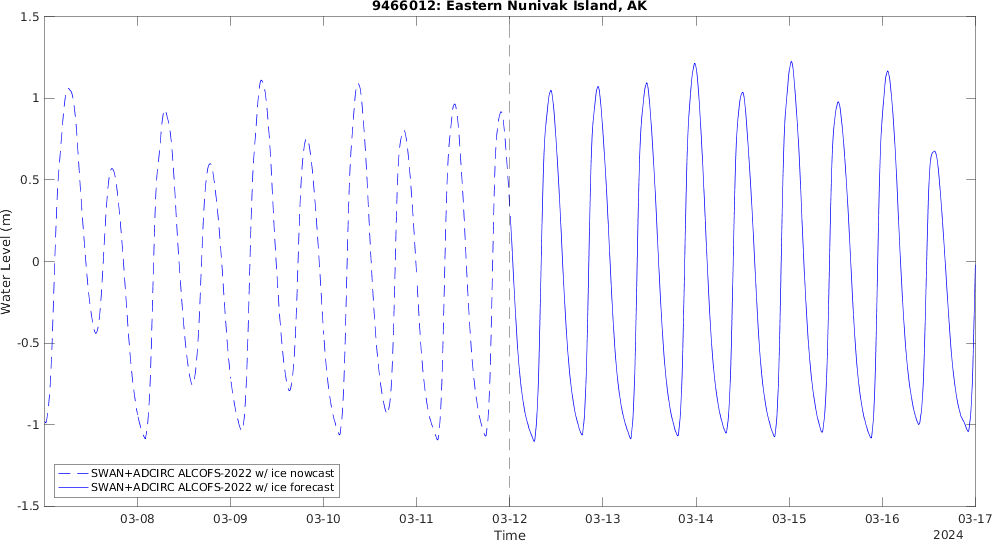 9466012: Eastern Nunivak Island, AK
1.5
1
0.5
0
-0.5
-1
-1.5
Water Level (m)
SWAN+ADCIRC ALCOFS-2022 w/ ice nowcast
SWAN+ADCIRC ALCOFS-2022 w/ ice forecast
03-08 03-09 03-10 03-11 03-12 03-13 03-14 03-15 03-16 03-17
Time
2024